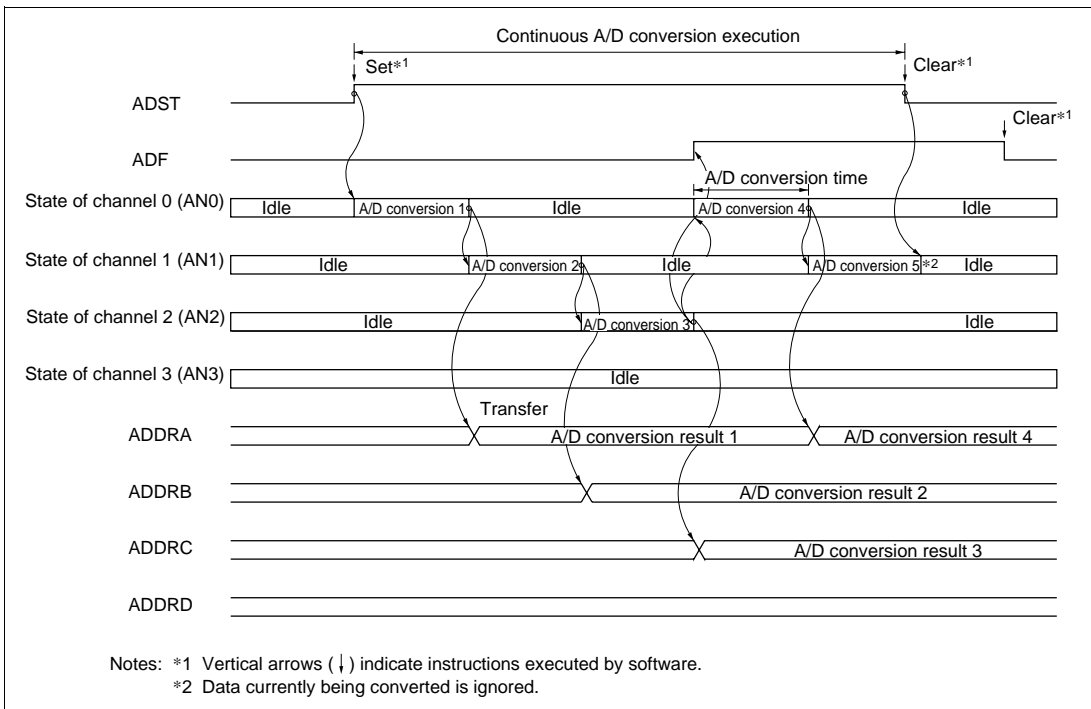 Continuous A/D conversion execution
Set*1
Clear*1
ADST
Clear*1
ADF
A/D conversion time
State of channel 0 (AN0) Idle A/D conversion 1 Idle A/D conversion 4 Idle
State of channel 1 (AN1) Idle A/D conversion 2 Idle A/D conversion 5 *2 Idle
State of channel 2 (AN2) Idle A/D conversion 3 Idle
State of channel 3 (AN3) Idle
Transfer
ADDRA A/D conversion result 1 A/D conversion result 4
ADDRB A/D conversion result 2
ADDRC A/D conversion result 3
ADDRD
Notes: *1 Vertical arrows (↓) indicate instructions executed by software.
*2 Data currently being converted is ignored.